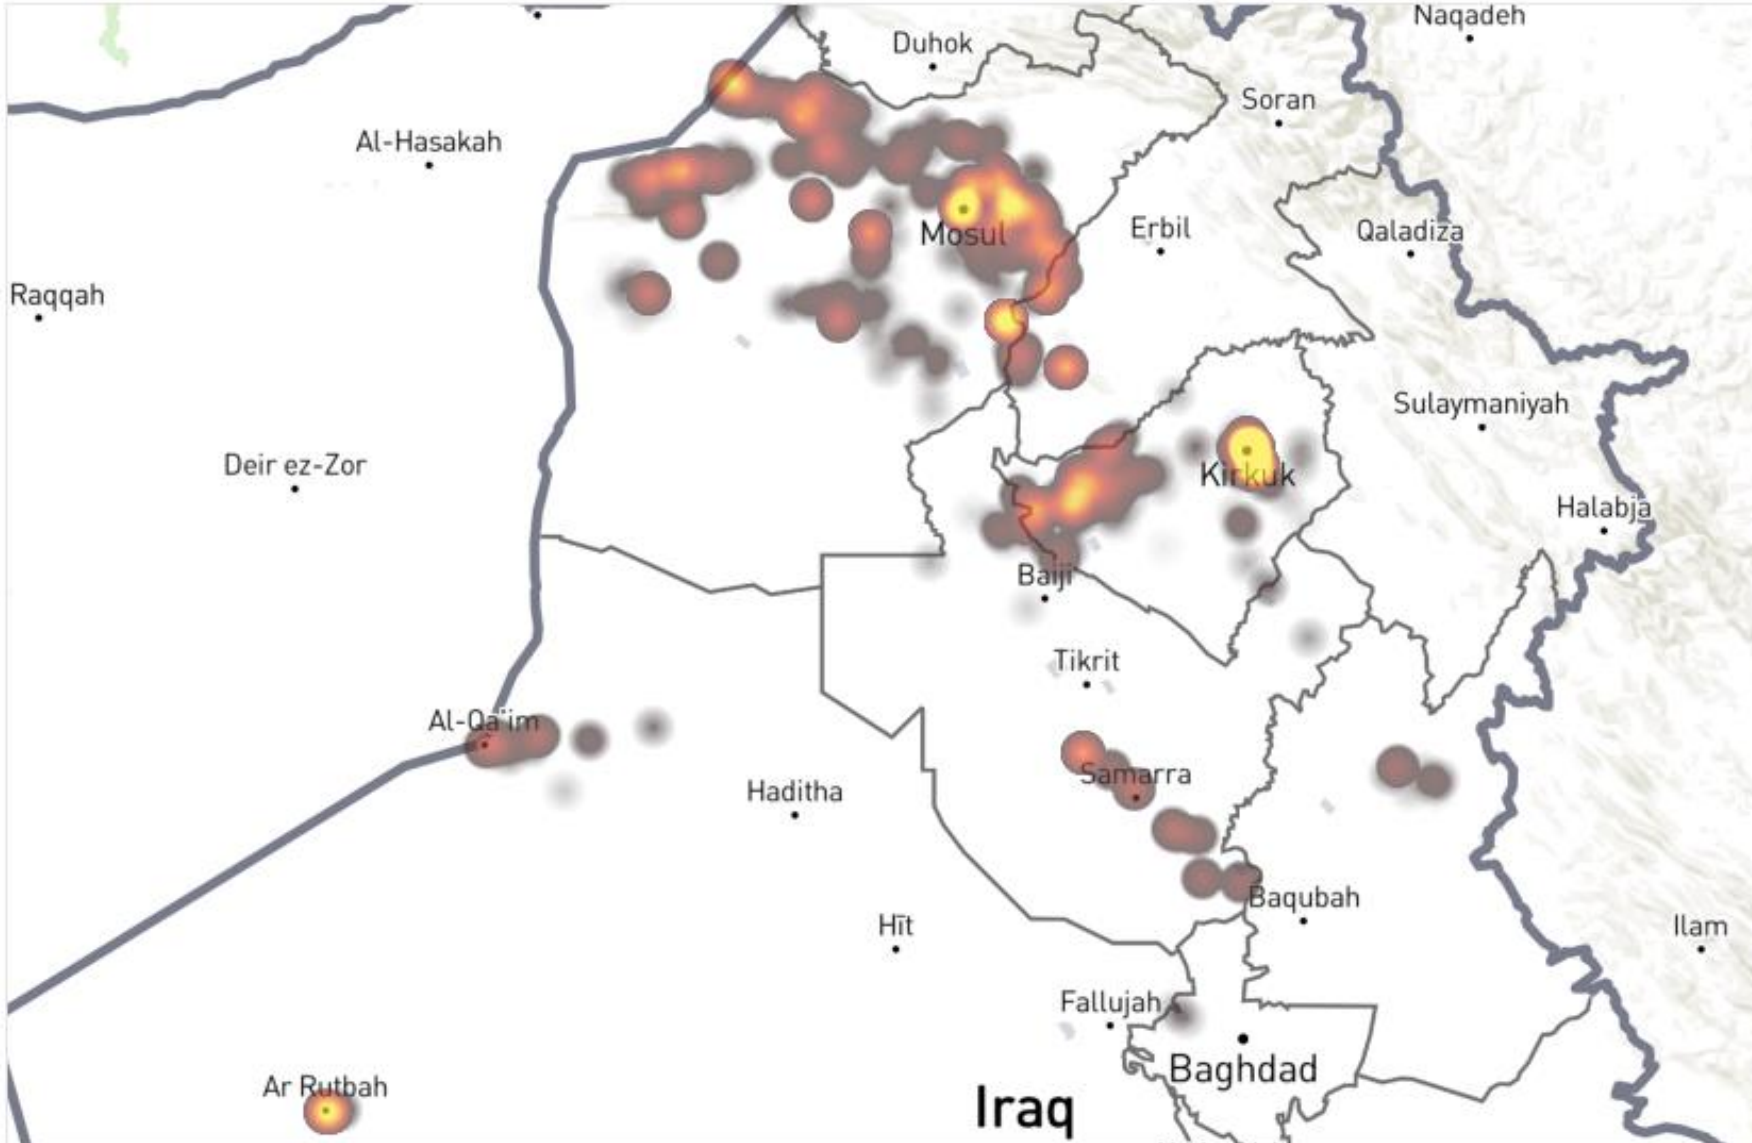 Naqadeh
Duhok
Soran
Al-Hasakah
Mosul
Erbil
Qaladiza
Raqqah
Sulaymaniyah
Deir ez-Zor
Kirkuk
Halabja
Baiji
Tikrit
Al-Qa'im
Samarra
Haditha
Baqubah
Hīt
Ilam
Fallujah
Baghdad
Ar Rutbah
Iraq